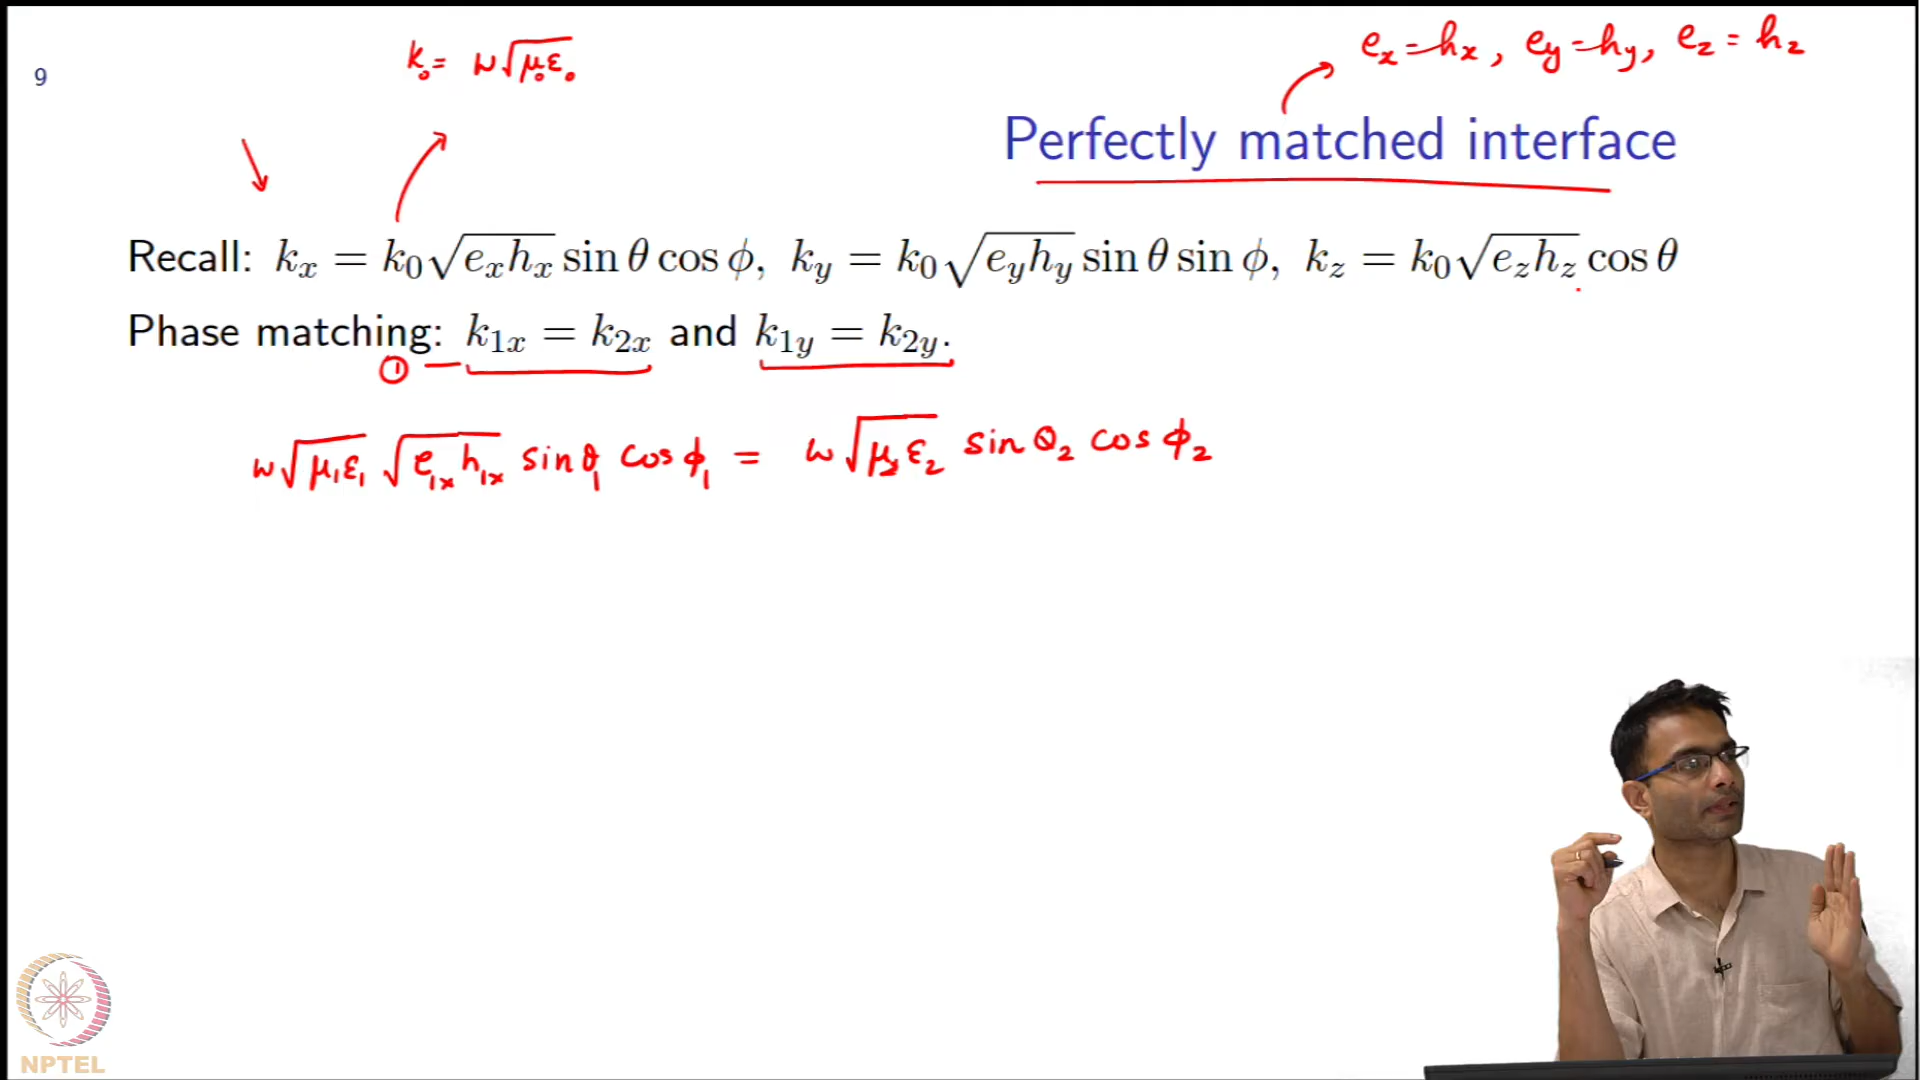 9
k₀ = ω√μ₀ε₀
eₓ = hₓ, e_y = h_y, e_z = h_z
Perfectly matched interface
Recall: kₓ = k₀√(eₓhₓ) sin θ cos ϕ, k_y = k₀√(e_yh_y) sin θ sin ϕ, k_z = k₀√(e_zh_z) cos θ
Phase matching: k₁ₓ = k₂ₓ and k₁y = k₂y.
①
ω√μ₁ε₁ √e₁ₓh₁ₓ sin θ₁ cos ϕ₁ = ω√μ₂ε₂ sin θ₂ cos ϕ₂
NPTEL